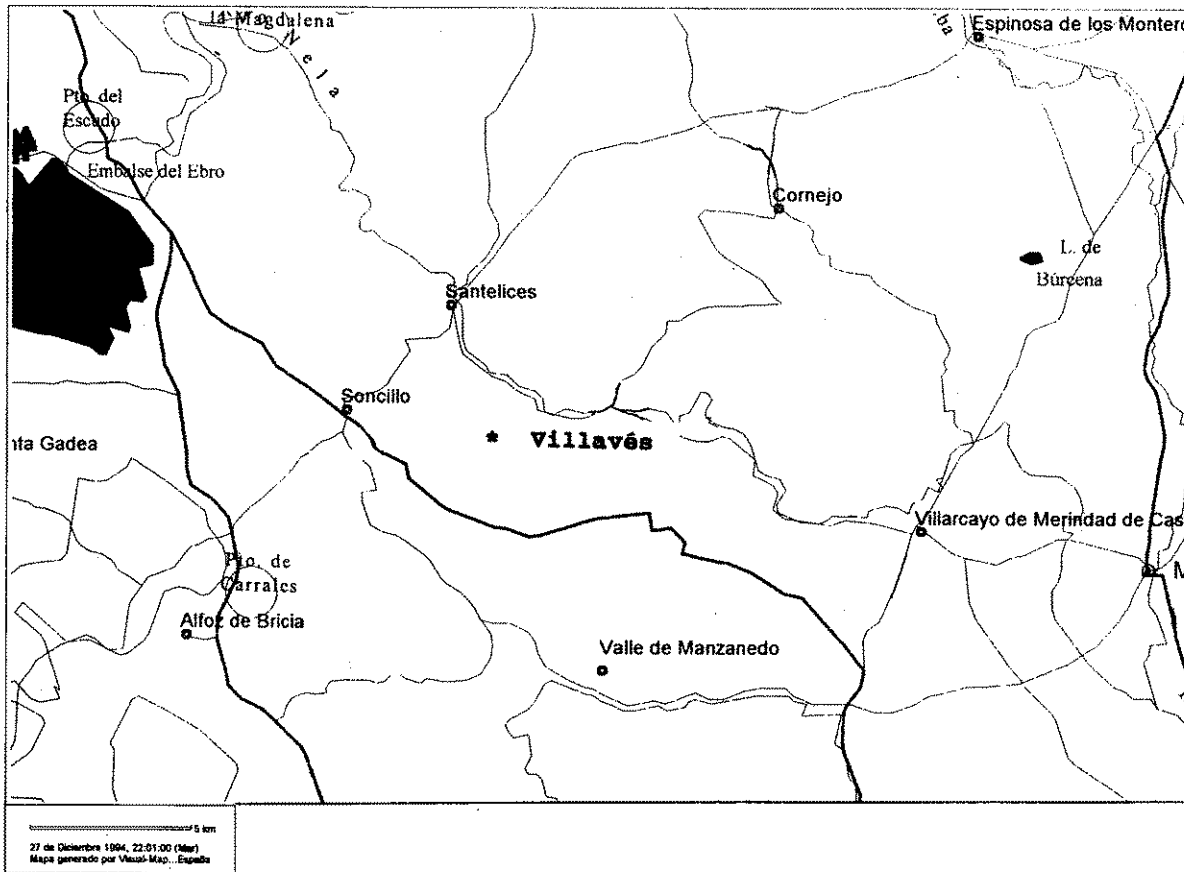 la Magdalena
Nela
ba
Espinosa de los Montero
Pto. del
Escudo
Embalse del Ebro
Cornejo
L. de
Búrcena
Santelices
Soncillo
* Villavés
nta Gadea
Villarcayo de Merindad de Cas
Pto. de
Carrales
M
Alfoz de Bricia
Valle de Manzanedo
5 km
27 de Diciembre 1994, 22:01:00 (Mar)
Mapa generado por Visual-Map...España